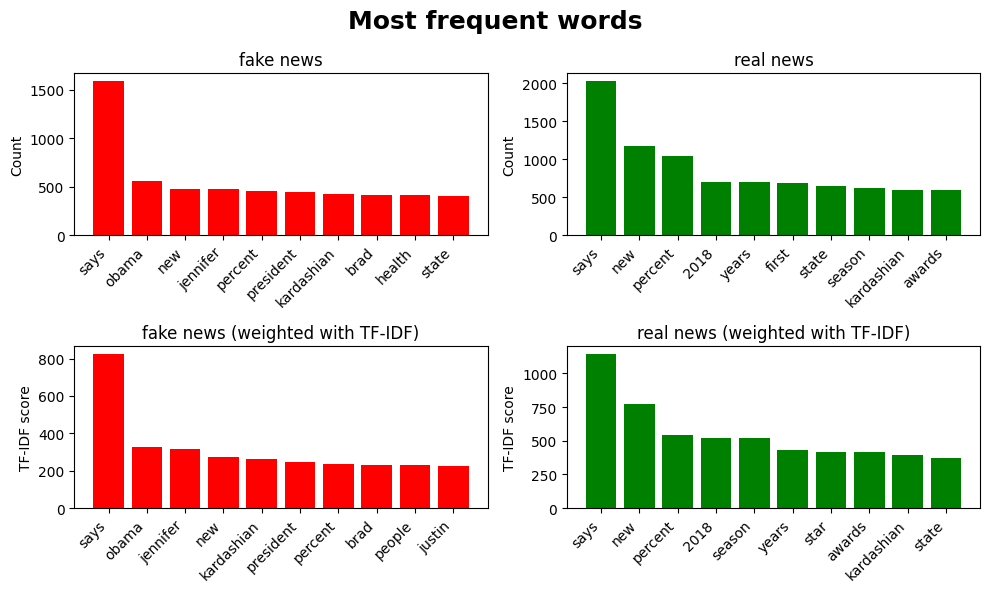 Most frequent words
fake news
Count
1500
1000
500
0
says
obama
new
jennifer
percent
president
kardashian
brad
health
state
real news
Count
2000
1500
1000
500
0
says
new
percent
2018
years
first
state
season
kardashian
awards
fake news (weighted with TF-IDF)
TF-IDF score
800
600
400
200
0
says
obama
jennifer
new
kardashian
president
percent
brad
people
justin
real news (weighted with TF-IDF)
TF-IDF score
1000
750
500
250
0
says
new
percent
2018
season
years
star
awards
kardashian
state